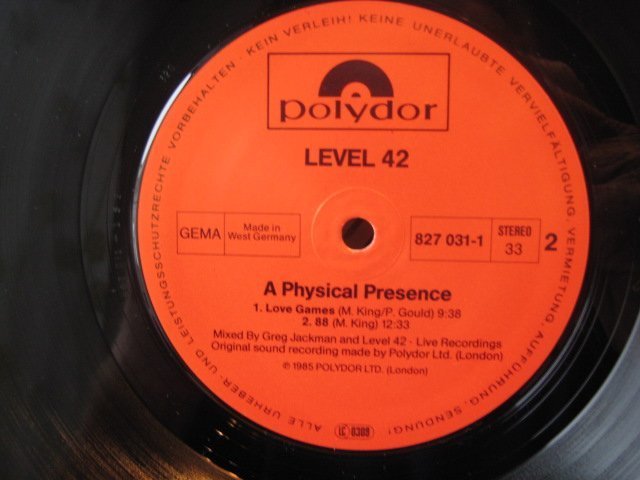 polydor
LEVEL 42
GEMA
Made in
West Germany
827 031-1
STEREO
33
2
A Physical Presence
1. Love Games (M. King/P. Gould) 9:38
2. 88 (M. King) 12:33
Mixed By Greg Jackman and Level 42 · Live Recordings
Original sound recording made by Polydor Ltd. (London)
℗ 1985 POLYDOR LTD. (London)
LC 0309
ALLE URHEBER- UND LEISTUNGSSCHUTZRECHTE VORBEHALTEN · KEIN VERLEIH! KEINE UNERLAUBTE VERVIELFÄLTIGUNG, VERMIETUNG, AUFFÜHRUNG, SENDUNG!